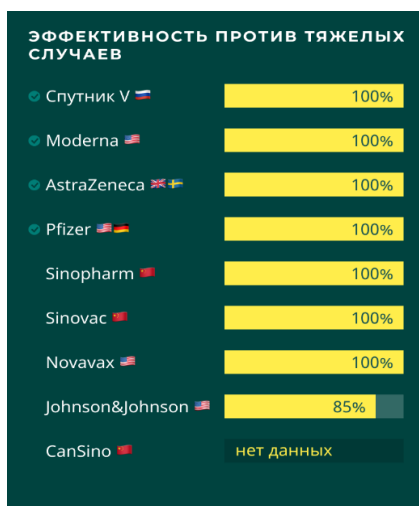 ЭФФЕКТИВНОСТЬ ПРОТИВ ТЯЖЕЛЫХ
СЛУЧАЕВ
Спутник V 100%
Moderna 100%
AstraZeneca 100%
Pfizer 100%
Sinopharm 100%
Sinovac 100%
Novavax 100%
Johnson&Johnson 85%
CanSino нет данных